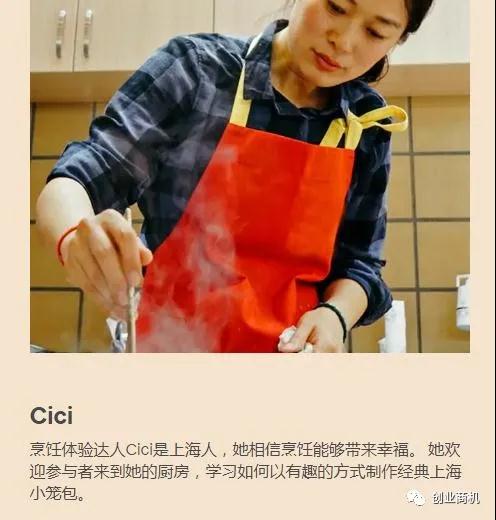 Cici
烹饪体验达人Cici是上海人，她相信烹饪能够带来幸福。 她欢
迎参与者来到她的厨房，学习如何以有趣的方式制作经典上海
小笼包。
创业商机